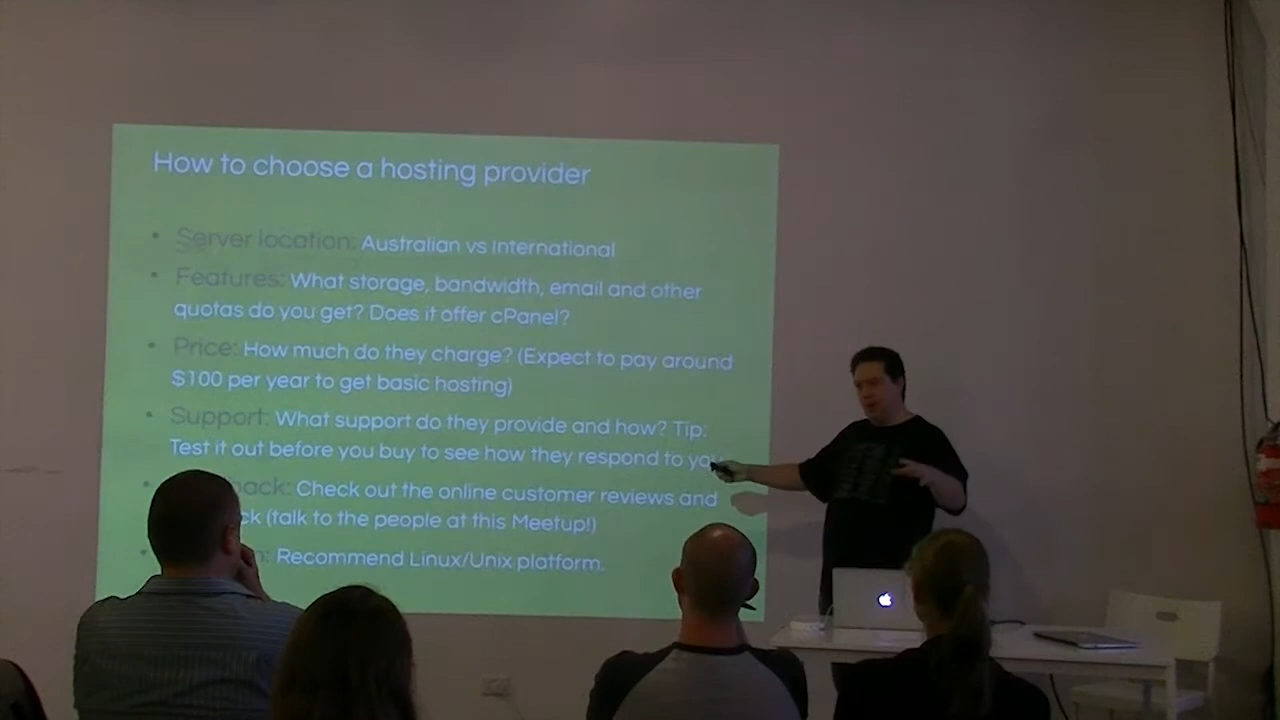 How to choose a hosting provider
• Server location: Australian vs International
• Features: What storage, bandwidth, email and other
quotas do you get? Does it offer cPanel?
• Price: How much do they charge? (Expect to pay around
$100 per year to get basic hosting)
• Support: What support do they provide and how? Tip:
Test it out before you buy to see how they respond to
• Check out the online customer reviews and
(talk to the people at this Meetup!)
Recommend Linux/Unix platform.